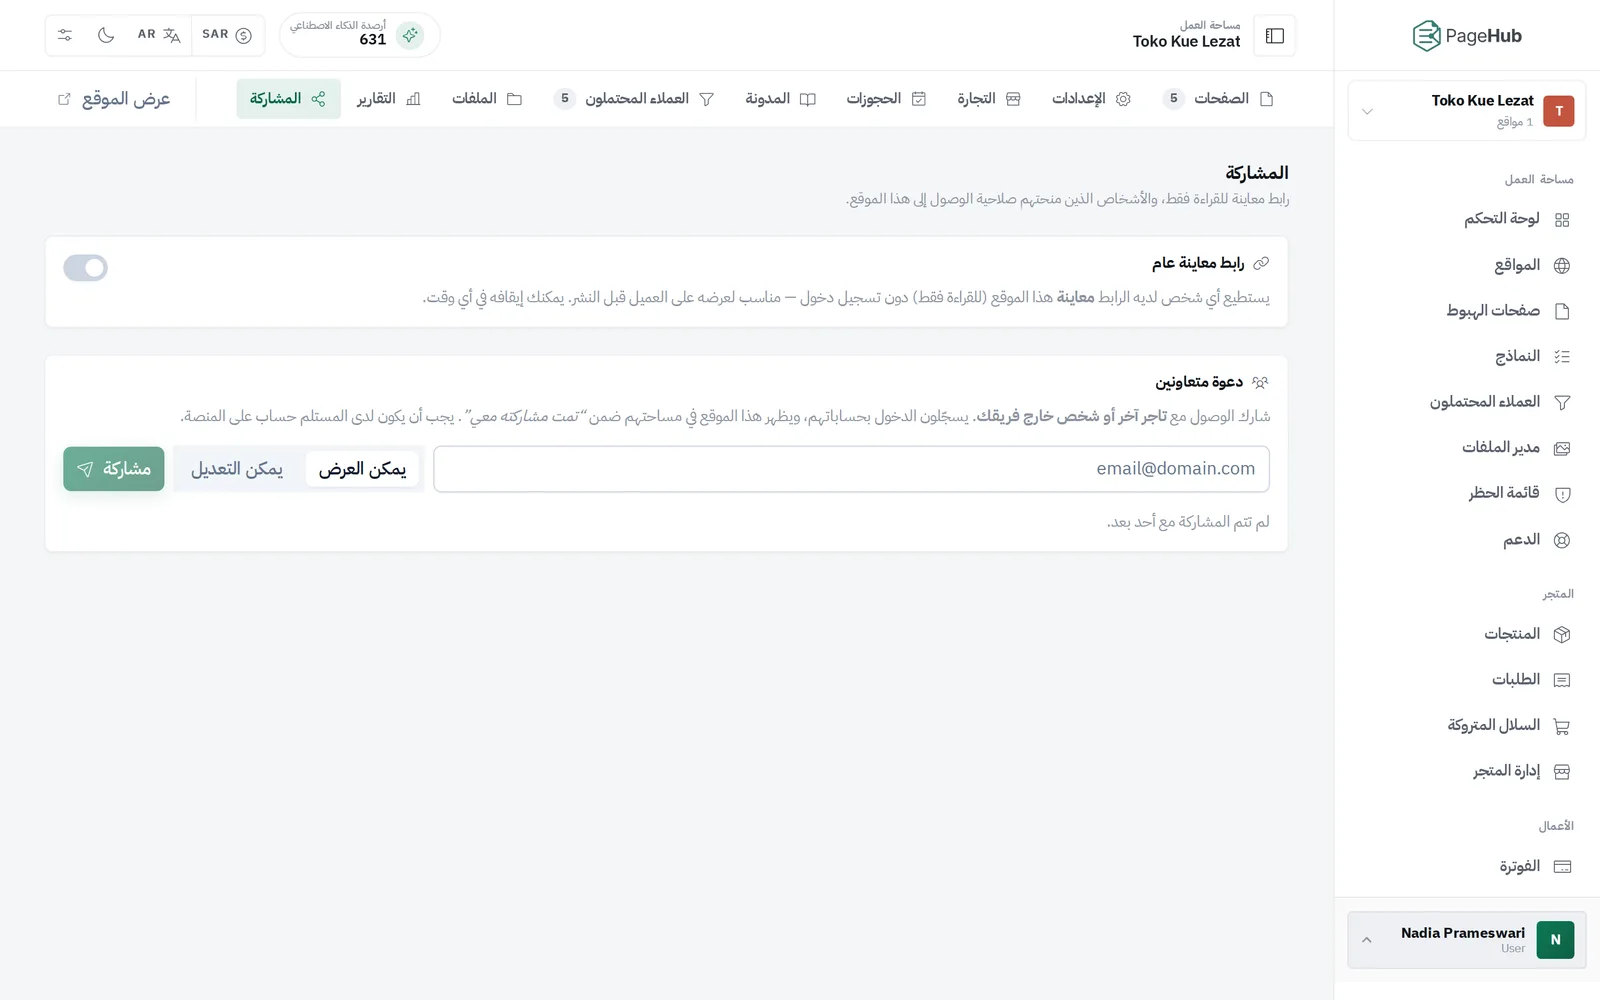 PageHub
Toko Kue Lezat
1 مواقع
T
مساحة العمل
لوحة التحكم
المواقع
صفحات الهبوط
النماذج
العملاء المحتملون
مدير الملفات
قائمة الحظر
الدعم
المتجر
المنتجات
الطلبات
السلال المتروكة
إدارة المتجر
الأعمال
الفوترة
Nadia Prameswari
User
N
مساحة العمل
Toko Kue Lezat
أرصدة الذكاء الاصطناعي
631
SAR
AR
الصفحات 5
الإعدادات
التجارة
الحجوزات
المدونة
العملاء المحتملون 5
الملفات
التقارير
المشاركة
عرض الموقع
المشاركة
رابط معاينة للقراءة فقط، والأشخاص الذين منحتهم صلاحية الوصول إلى هذا الموقع.
رابط معاينة عام
يستطيع أي شخص لديه الرابط معاينة هذا الموقع (للقراءة فقط) دون تسجيل دخول — مناسب لعرضه على العميل قبل النشر. يمكنك إيقافه في أي وقت.
دعوة متعاونين
شارك الوصول مع تاجر آخر أو شخص خارج فريقك. يسجّلون الدخول بحساباتهم، ويظهر هذا الموقع في مساحتهم ضمن “تمت مشاركته معي”. يجب أن يكون لدى المستلم حساب على المنصة.
email@domain.com
يمكن العرض
يمكن التعديل
مشاركة
لم تتم المشاركة مع أحد بعد.